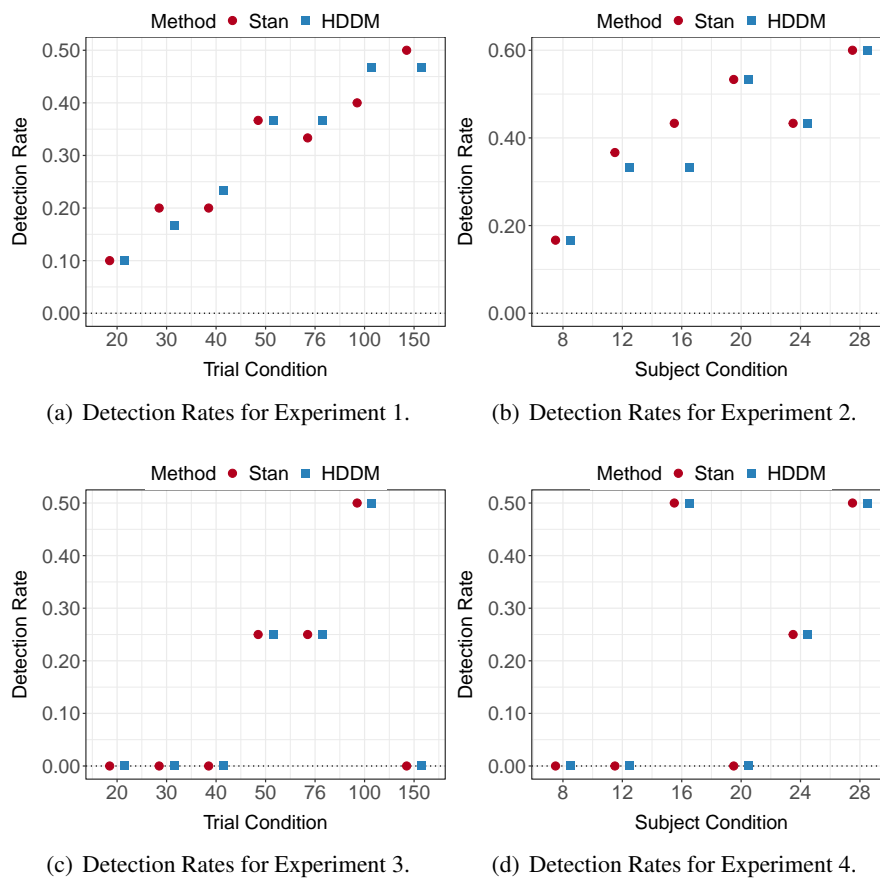 Method Stan HDDM
0.50
0.40
0.30
0.20
0.10
0.00
Detection Rate
20 30 40 50 76 100 150
Trial Condition
(a) Detection Rates for Experiment 1.
Method Stan HDDM
0.60
0.40
0.20
0.00
Detection Rate
8 12 16 20 24 28
Subject Condition
(b) Detection Rates for Experiment 2.
Method Stan HDDM
0.50
0.40
0.30
0.20
0.10
0.00
Detection Rate
20 30 40 50 76 100 150
Trial Condition
(c) Detection Rates for Experiment 3.
Method Stan HDDM
0.50
0.40
0.30
0.20
0.10
0.00
Detection Rate
8 12 16 20 24 28
Subject Condition
(d) Detection Rates for Experiment 4.